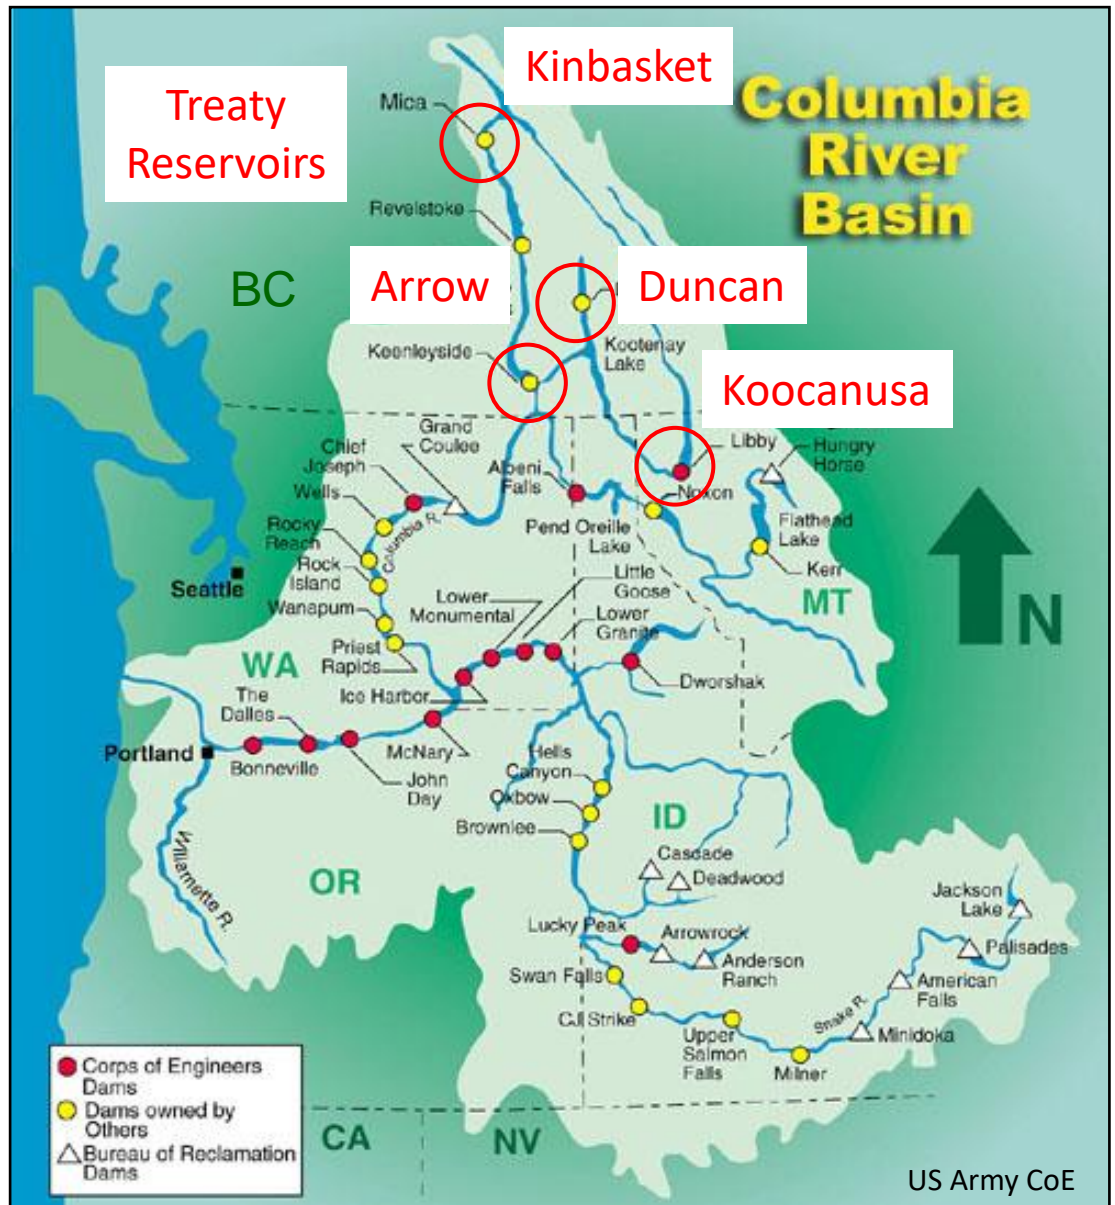 Kinbasket
Treaty
Reservoirs
Columbia
River
Basin
Mica
Revelstoke
BC
Arrow
Duncan
Keenleyside
Kootenay
Lake
Koocanusa
Grand
Coulee
Libby
Hungry
Horse
Chief
Joseph
Albeni
Falls
Wells
Noxon
Columbia R.
Pend Oreille
Lake
Flathead
Lake
Rocky
Reach
Rock
Island
Seattle
Kerr
Little
Goose
Wanapum
Lower
Monumental
Lower
Granite
MT
N
Priest
Rapids
WA
Ice Harbor
Dworshak
The
Dalles
Portland
Bonneville
McNary
John
Day
Hells
Canyon
Oxbow
Brownlee
ID
Cascade
Deadwood
OR
Willamette R.
Jackson
Lake
Lucky Peak
Arrowrock
Palisades
Anderson
Ranch
Swan Falls
American
Falls
CJ Strike
Snake R.
Upper
Salmon
Falls
Minidoka
Milner
Corps of Engineers
Dams
Dams owned by
Others
Bureau of Reclamation
Dams
CA
NV
US Army CoE